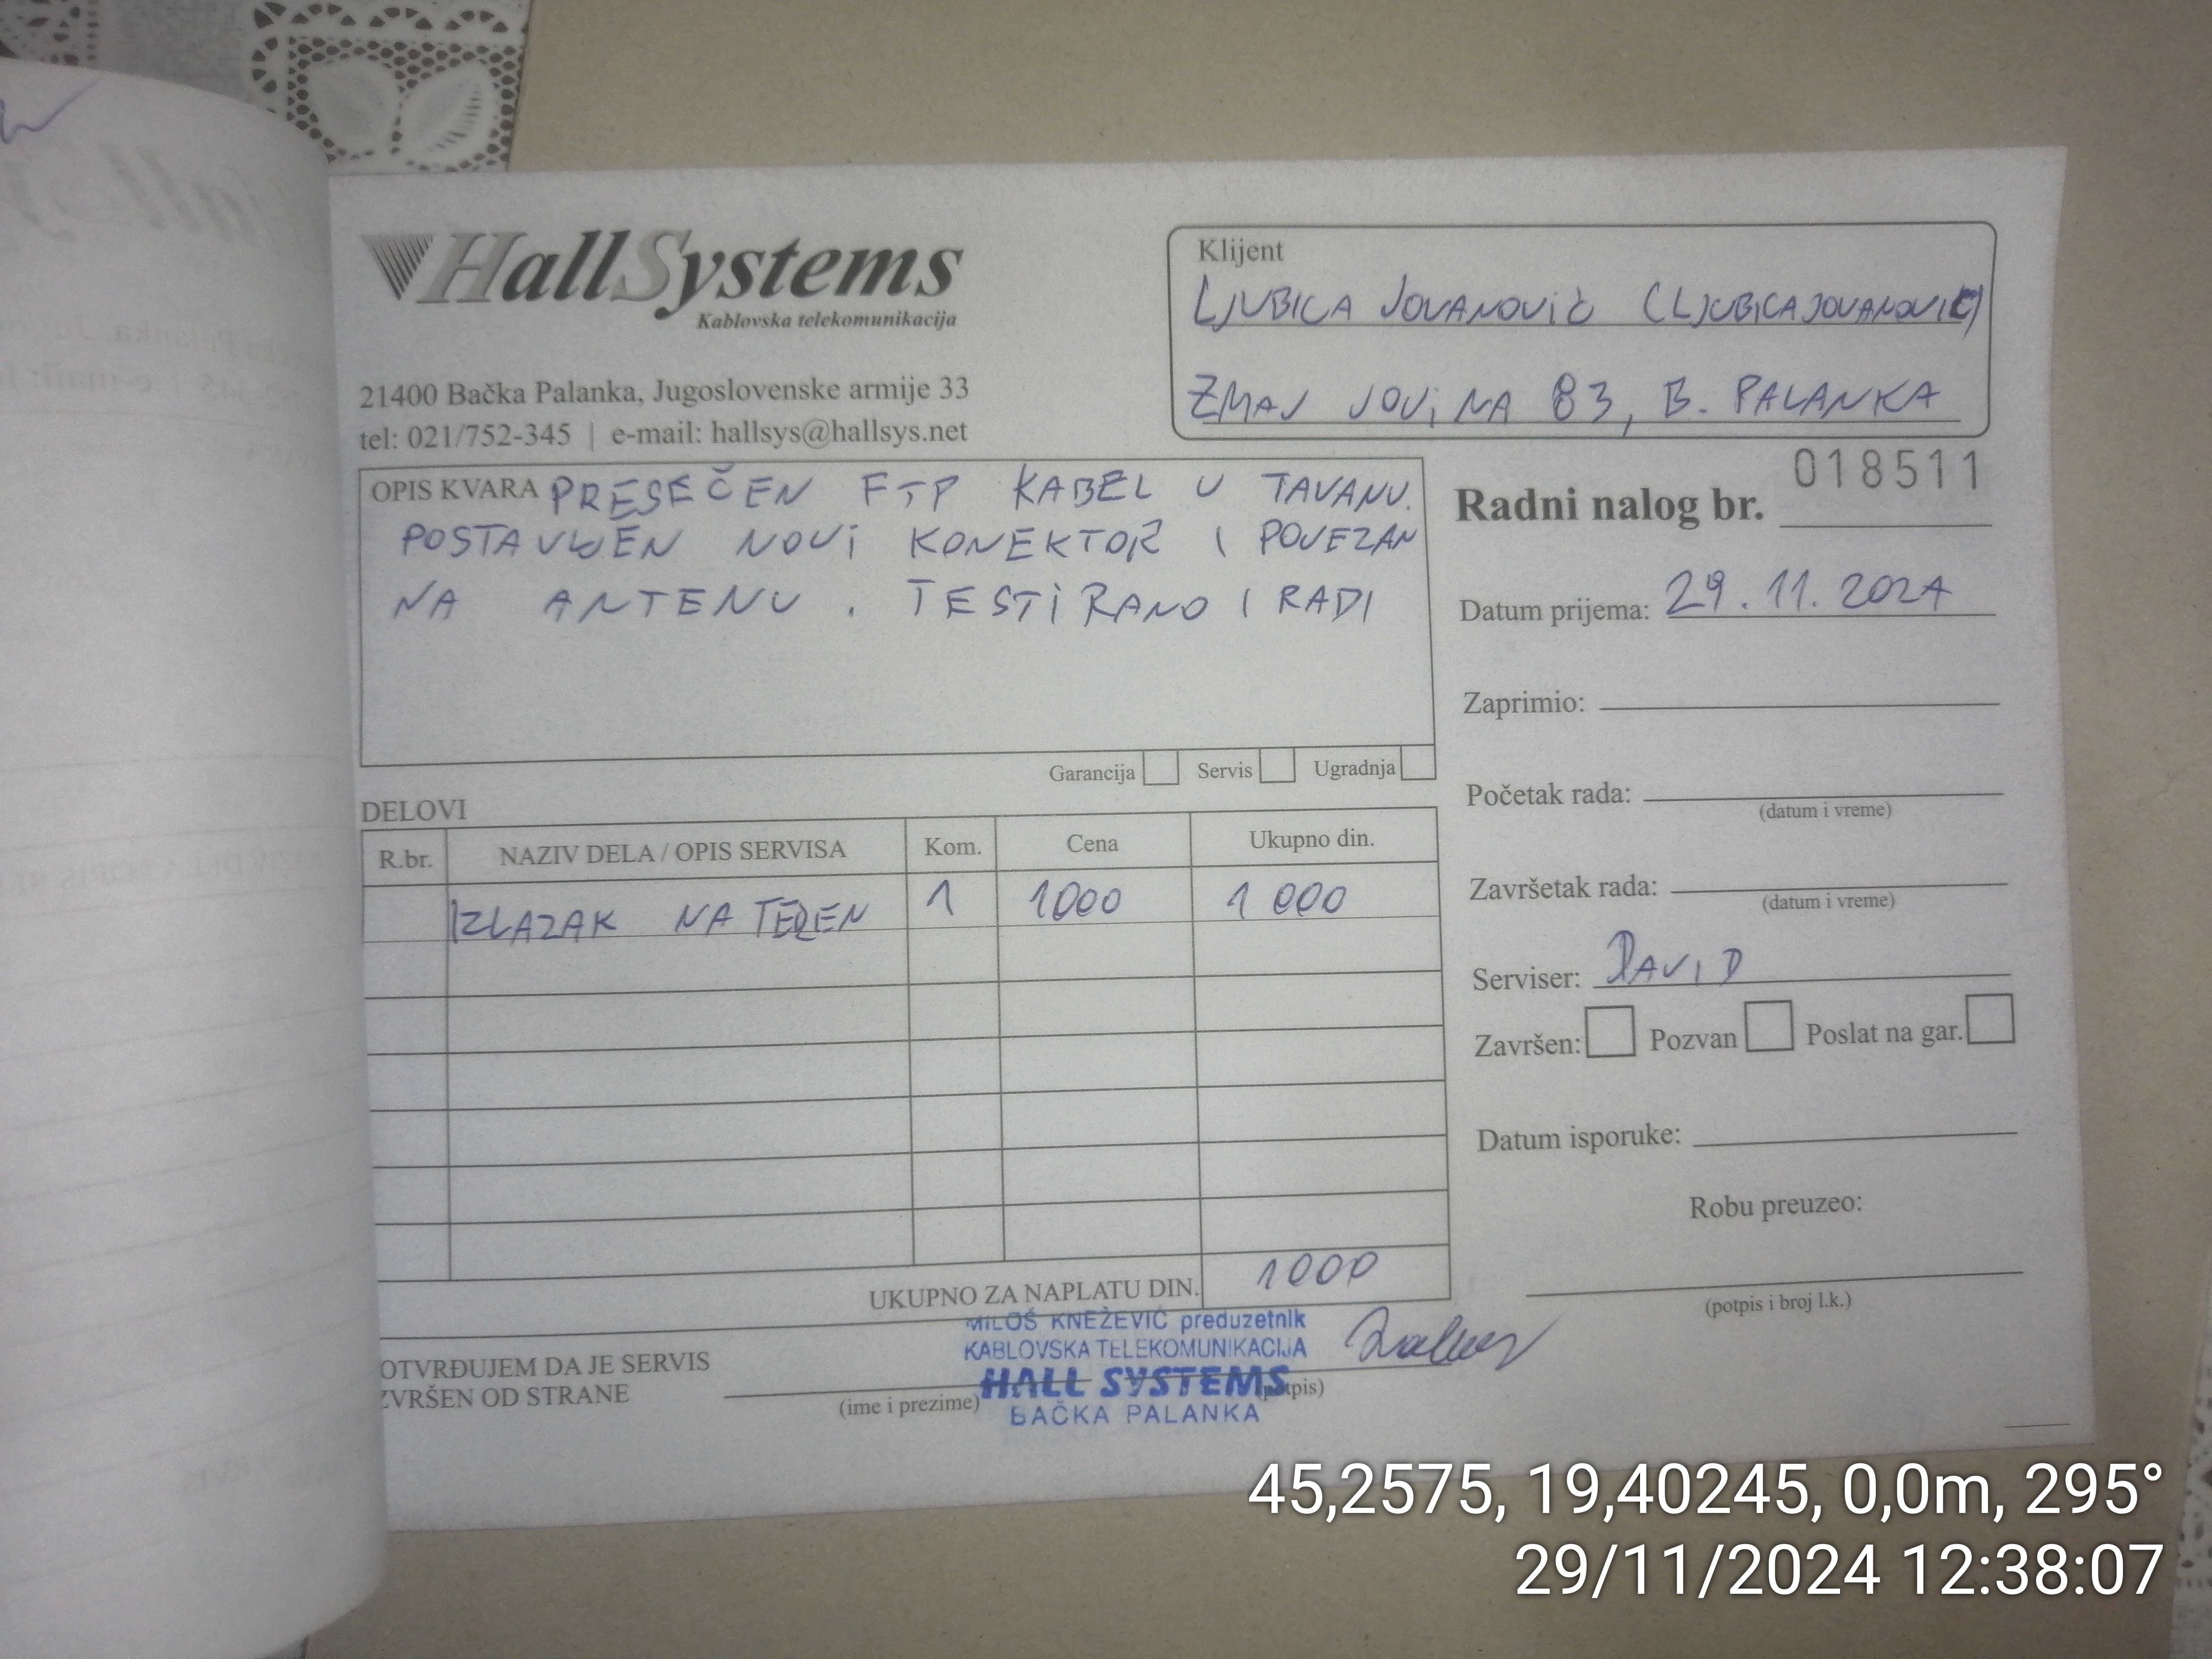 HallSystems
Kablovska telekomunikacija
21400 Bačka Palanka, Jugoslovenske armije 33
tel: 021/752-345 | e-mail: hallsys@hallsys.net
Klijent
LJUBICA JOVANOVIĆ (LJUBICAJOVANOVIC)
ZMAJ JOVINA 83, B. PALANKA
OPIS KVARA PRESEČEN FTP KABEL U TAVANU.
POSTAVLJEN NOVI KONEKTOR I POVEZAN
NA ANTENU. TESTIRANO I RADI
Garancija Servis Ugradnja
Radni nalog br. 018511
Datum prijema: 29.11.2024
Zaprimio:
Početak rada:
(datum i vreme)
Završetak rada:
(datum i vreme)
Serviser: DAVID
Završen: Pozvan Poslat na gar.
Datum isporuke:
Robu preuzeo:
(potpis i broj l.k.)
DELOVI
R.br. NAZIV DELA / OPIS SERVISA Kom. Cena Ukupno din.
IZLAZAK NA TEREN 1 1000 1000
UKUPNO ZA NAPLATU DIN. 1000
OTVRĐUJEM DA JE SERVIS
ZVRŠEN OD STRANE
(ime i prezime) (potpis)
MILOŠ KNEŽEVIĆ preduzetnik
KABLOVSKA TELEKOMUNIKACIJA
HALL SYSTEMS
BAČKA PALANKA
45,2575, 19,40245, 0,0m, 295°
29/11/2024 12:38:07